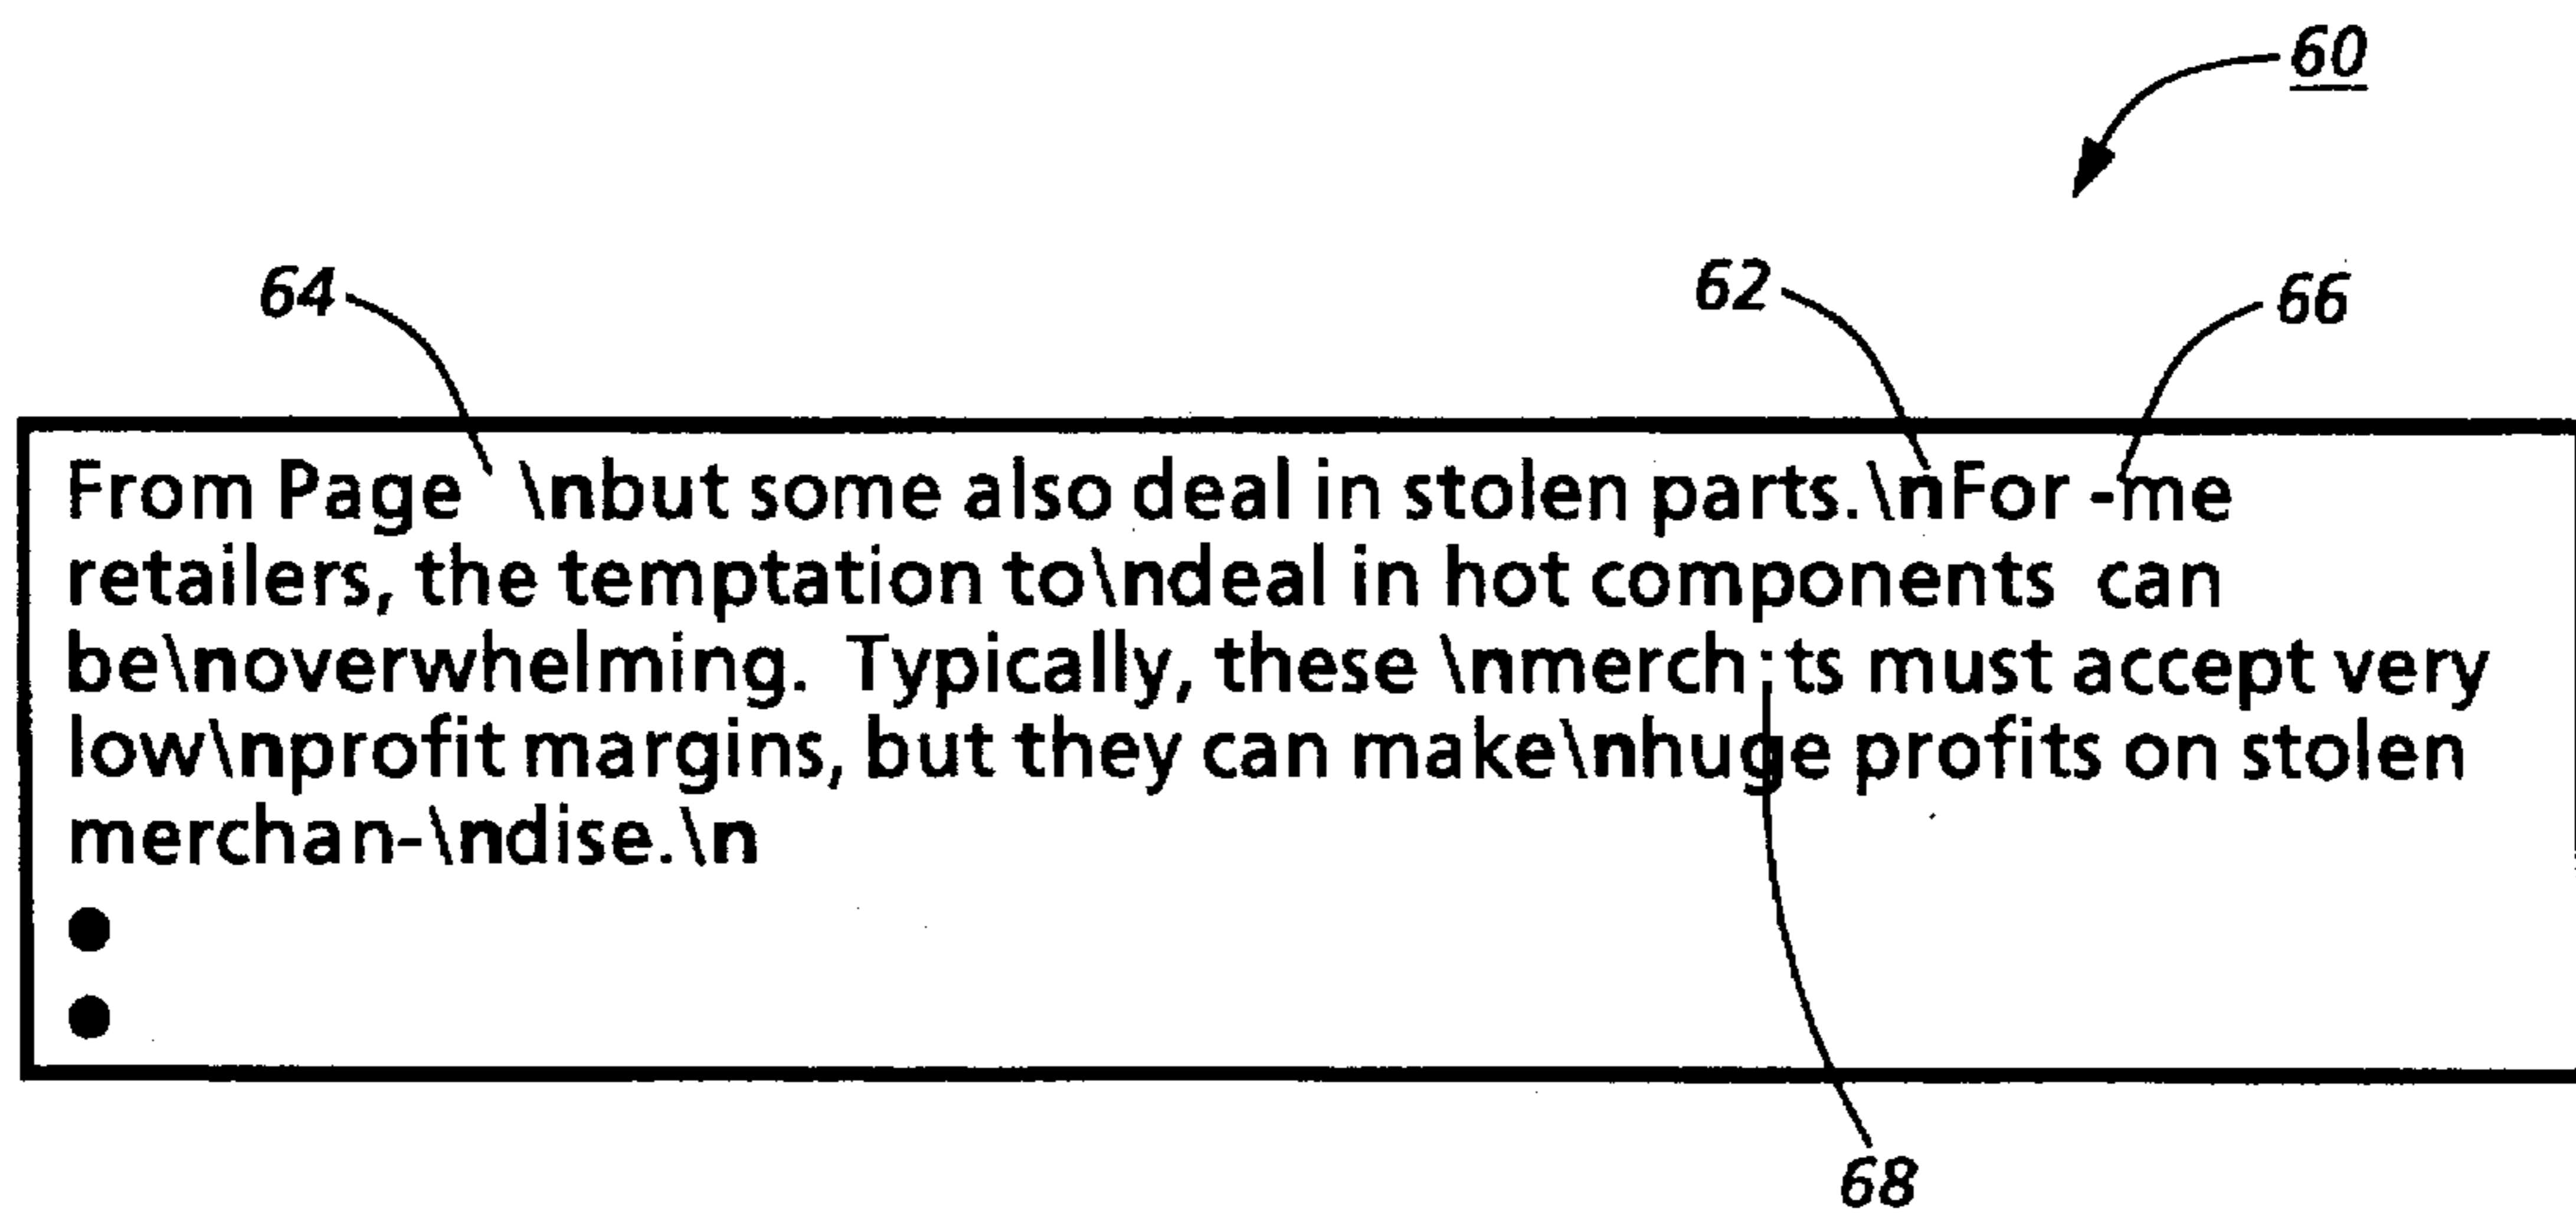 60
64 62 66
From Page \nbut some also deal in stolen parts.\nFor -me
retailers, the temptation to\ndeal in hot components can
be\noverwhelming. Typically, these \nmerch:ts must accept very
low\nprofit margins, but they can make\nhuge profits on stolen
merchan-\ndise.\n
●
●
68